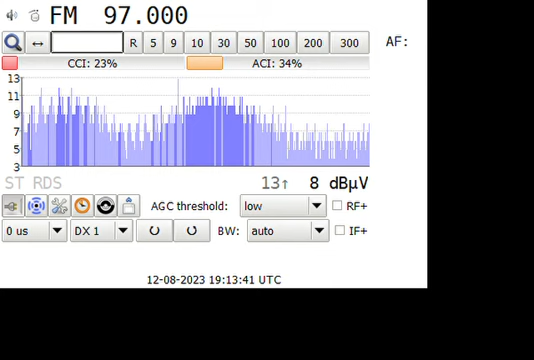 FM 97.000
R 5 9 10 30 50 100 200 300 AF:
CCI: 23% ACI: 34%
13
11
9
7
5
3
ST RDS 13↑ 8 dBµV
AGC threshold: low RF+
0 us DX 1 BW: auto IF+
12-08-2023 19:13:41 UTC